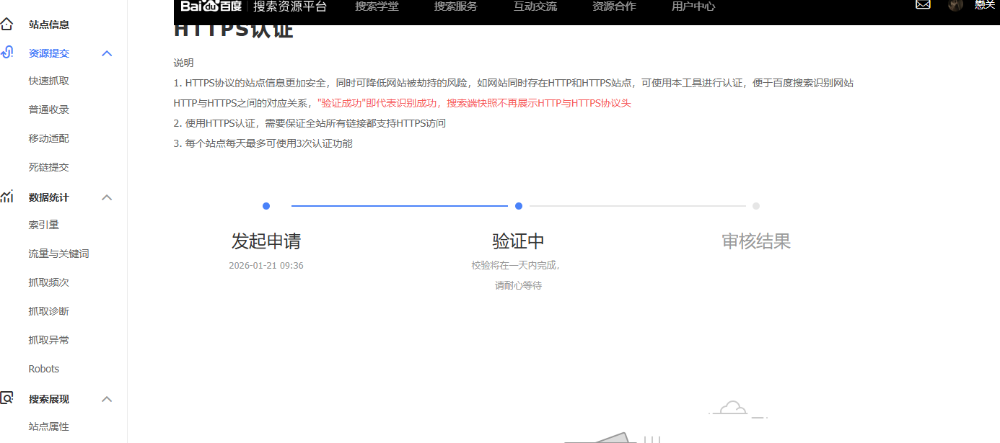 Baidu百度 搜索资源平台 搜索学堂 搜索服务 互动交流 资源合作 用户中心 戀关
站点信息
资源提交
快速抓取
普通收录
移动适配
死链提交
数据统计
索引量
流量与关键词
抓取频次
抓取诊断
抓取异常
Robots
搜索展现
站点属性
HTTPS认证
说明
1. HTTPS协议的站点信息更加安全，同时可降低网站被劫持的风险，如网站同时存在HTTP和HTTPS站点，可使用本工具进行认证，便于百度搜索识别网站
HTTP与HTTPS之间的对应关系，"验证成功"即代表识别成功，搜索端快照不再展示HTTP与HTTPS协议头
2. 使用HTTPS认证，需要保证全站所有链接都支持HTTPS访问
3. 每个站点每天最多可使用3次认证功能
发起申请
2026-01-21 09:36
验证中
校验将在一天内完成，
请耐心等待
审核结果